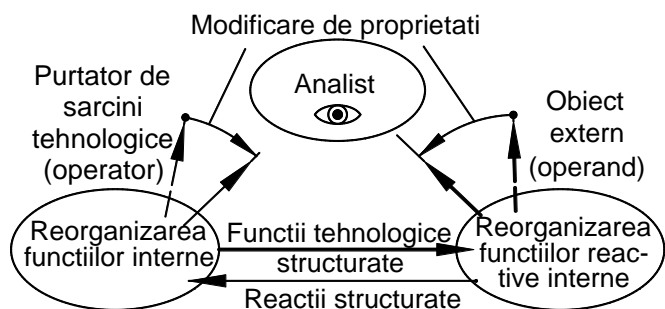 Modificare de proprietati
Purtator de
sarcini
tehnologice
(operator)
Analist
Obiect
extern
(operand)
Reorganizarea
functiilor interne
Functii tehnologice
structurate
Reactii structurate
Reorganizarea
functiilor reac-
tive interne